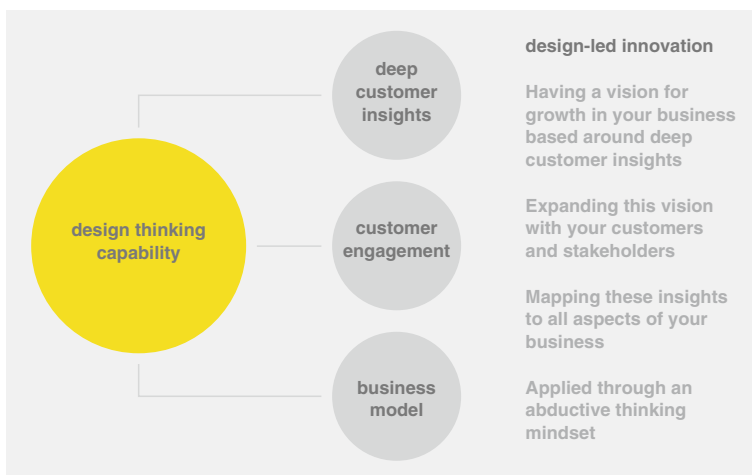 design thinking
capability
deep
customer
insights
customer
engagement
business
model
design-led innovation
Having a vision for
growth in your business
based around deep
customer insights
Expanding this vision
with your customers
and stakeholders
Mapping these insights
to all aspects of your
business
Applied through an
abductive thinking
mindset